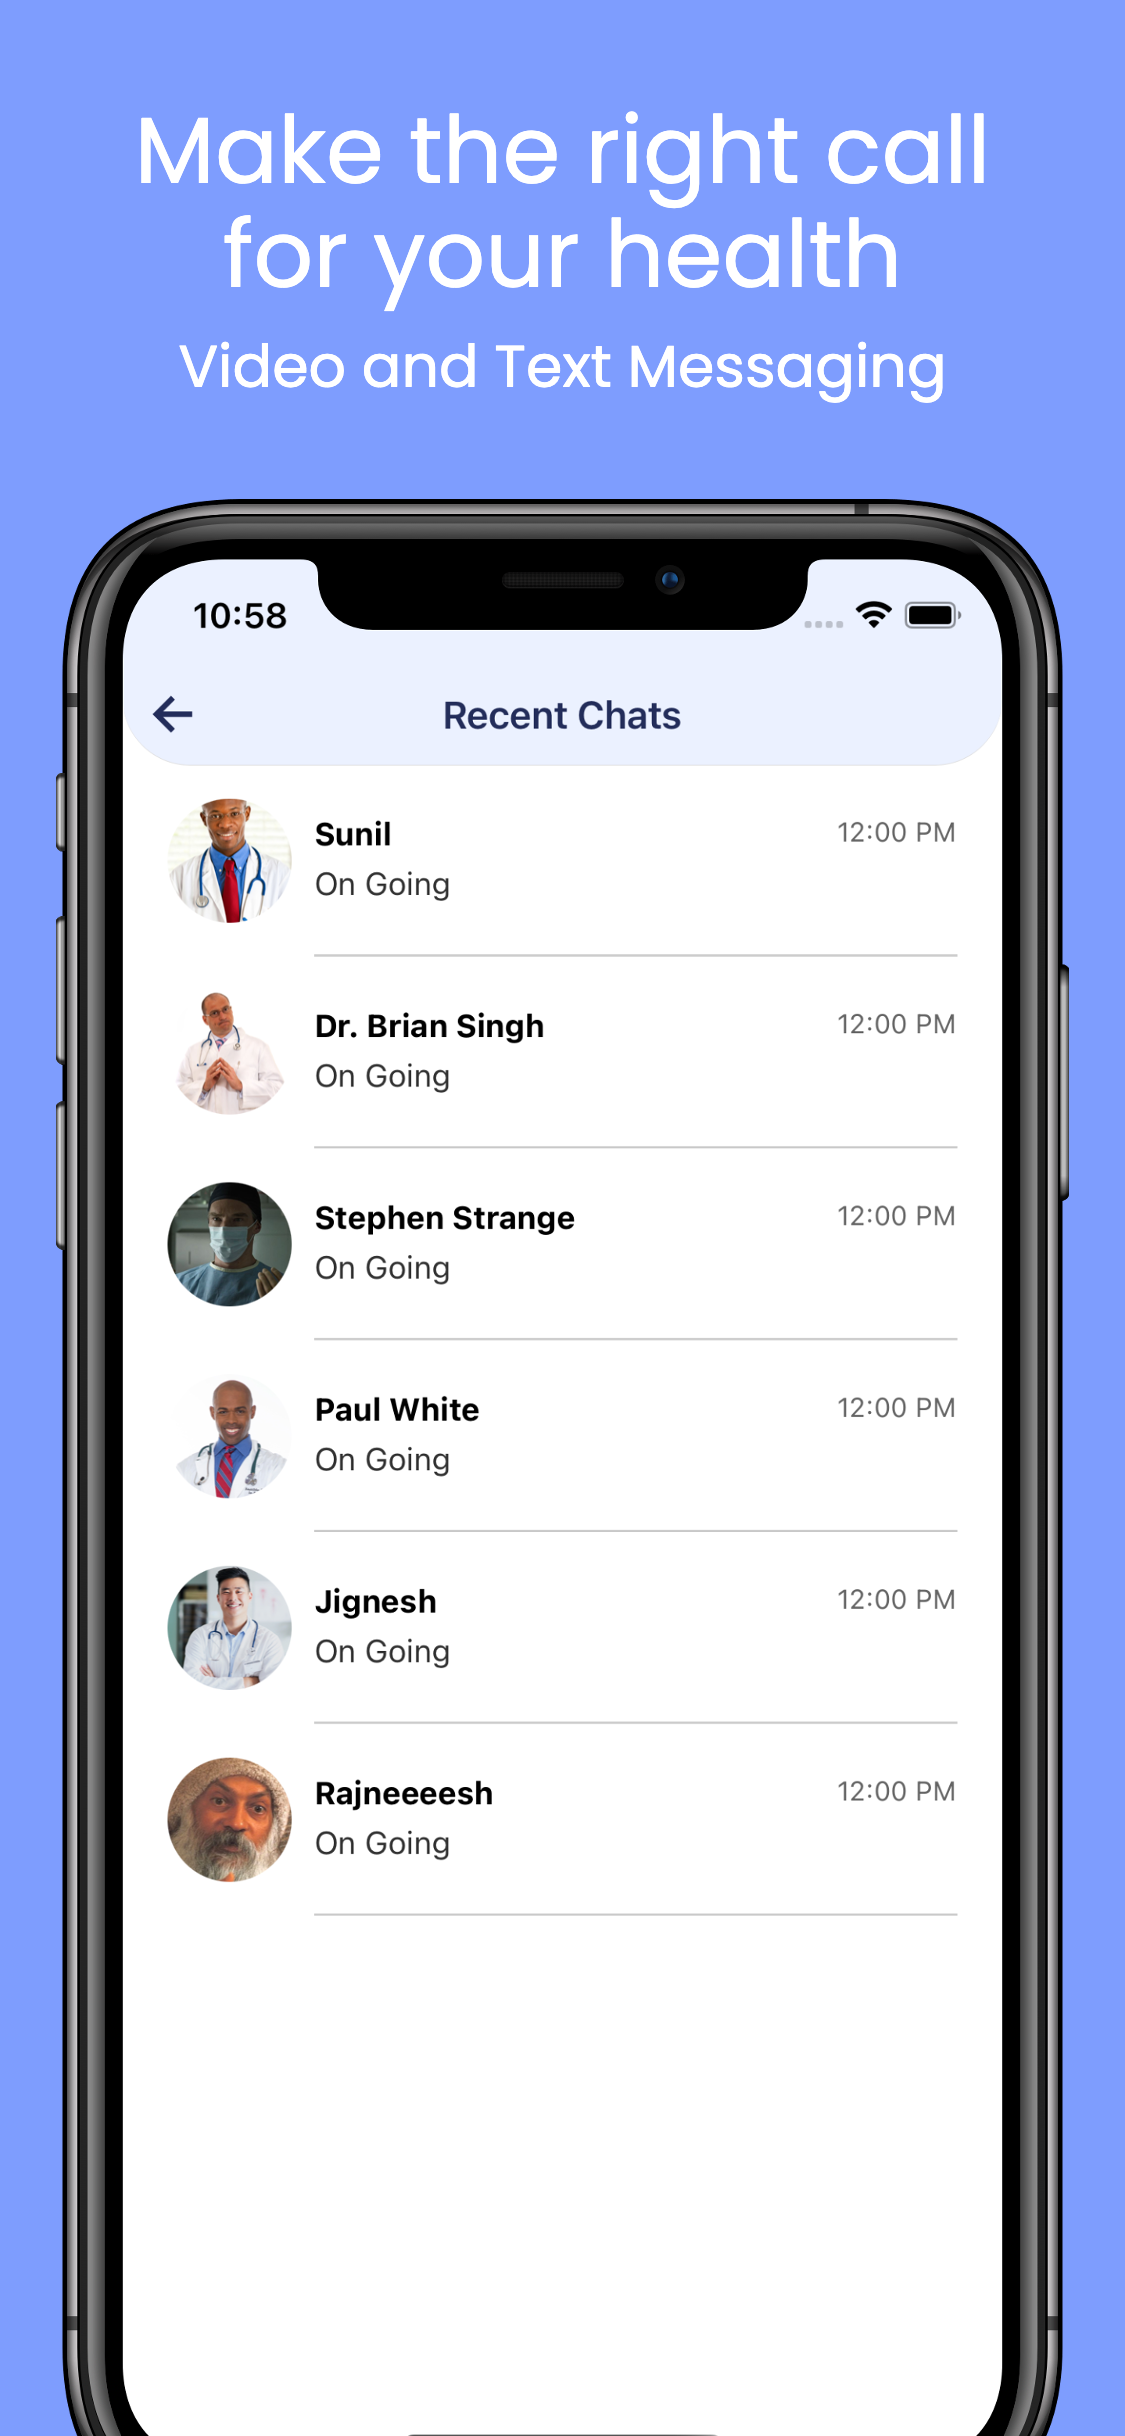 Make the right call
for your health
Video and Text Messaging
10:58
Recent Chats
Sunil
12:00 PM
On Going
Dr. Brian Singh
12:00 PM
On Going
Stephen Strange
12:00 PM
On Going
Paul White
12:00 PM
On Going
Jignesh
12:00 PM
On Going
Rajneeeesh
12:00 PM
On Going